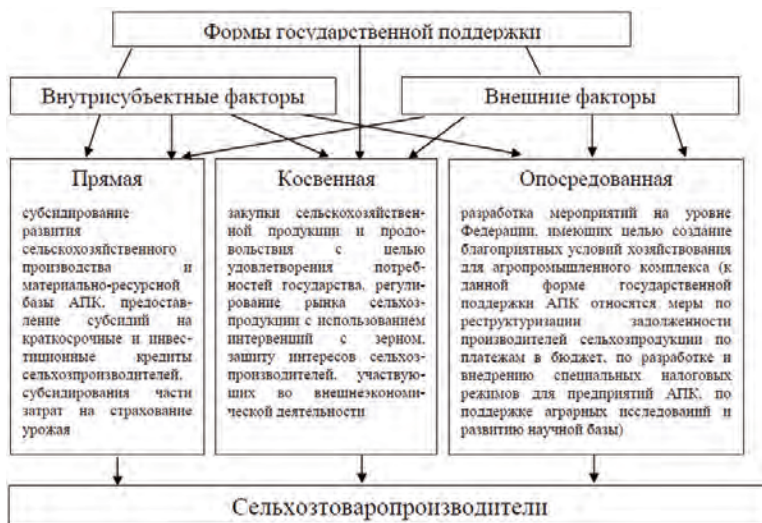 Формы государственной поддержки
Внутрисубъектные факторы
Внешние факторы
Прямая
субсидирование
развития
сельскохозяйственного
производства и
материально-ресурсной
базы АПК, предостав-
ление субсидий на
краткосрочные и инвес-
тиционные кредиты
сельхозпроизводителей,
субсидирования части
затрат на страхование
урожая
Косвенная
закупки сельскохозяйствен-
ной продукции и продо-
вольствия с целью
удовлетворения потреб-
ностей государства, регули-
рование рынка сельхоз-
продукции с использованием
интервенций с зерном,
защиту интересов сельхоз-
производителей, участвую-
щих во внешнеэкономи-
ческой деятельности
Опосредованная
разработка мероприятий на уровне
Федерации, имеющих целью создание
благоприятных условий хозяйствования
для агропромышленного комплекса (к
данной форме государственной
поддержки АПК относятся меры по
реструктуризации задолженности
производителей сельхозпродукции по
платежам в бюджет, по разработке и
внедрению специальных налоговых
режимов для предприятий АПК, по
поддержке аграрных исследований и
развитию научной базы)
Сельхозтоваропроизводители